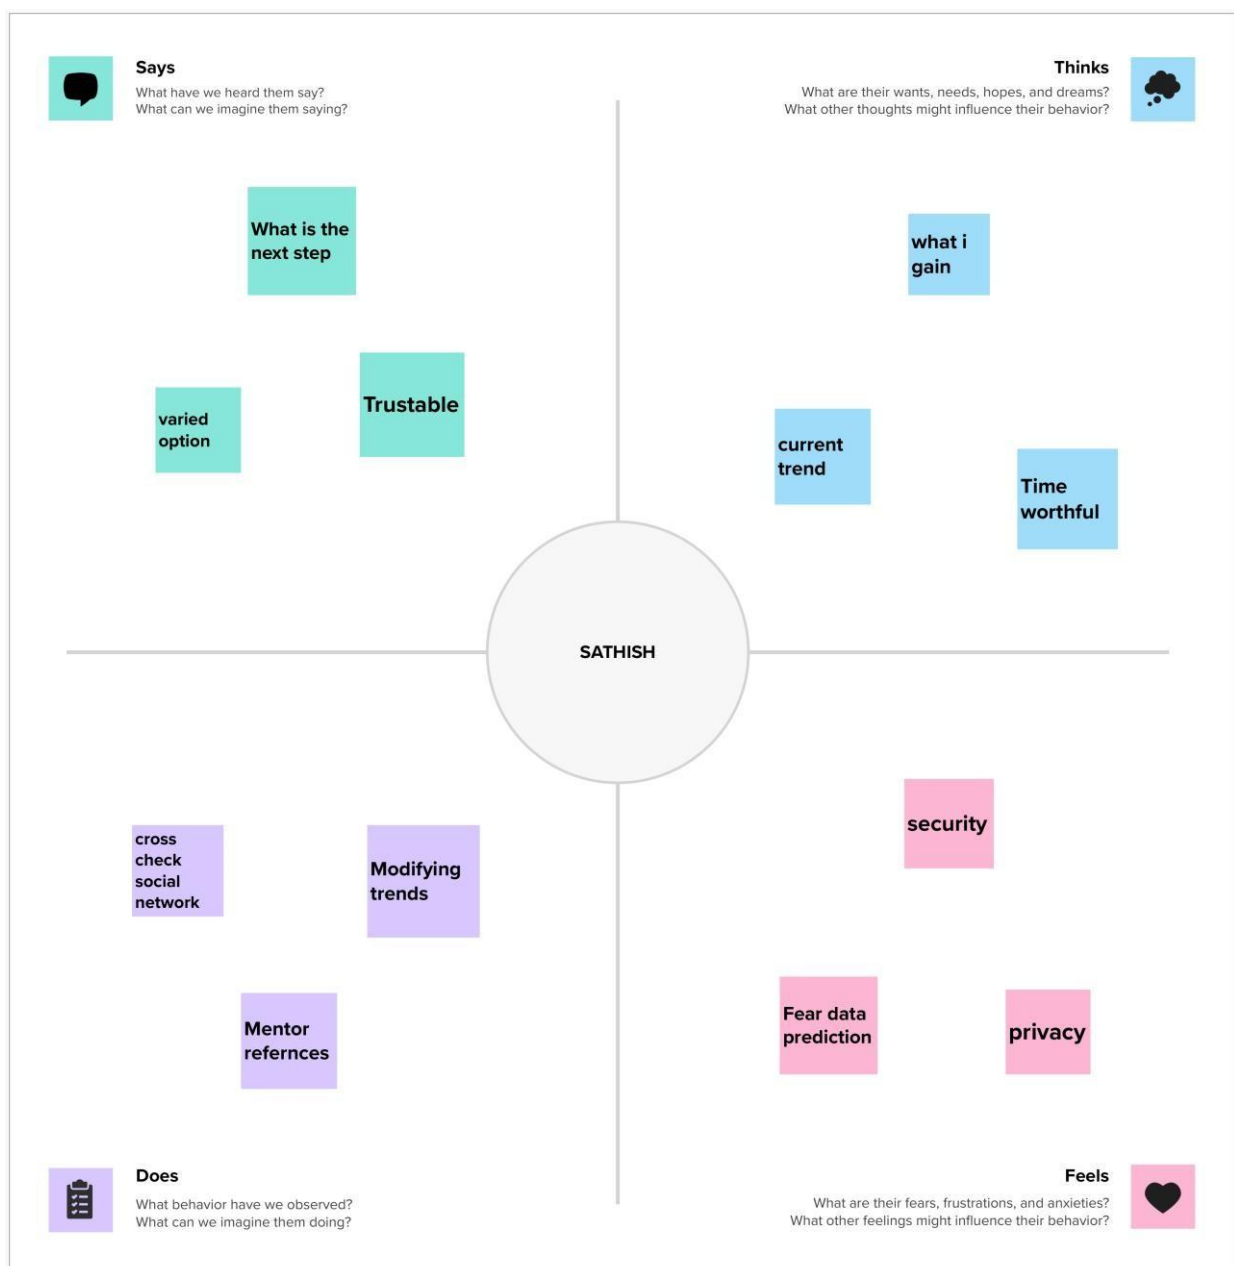 Says
What have we heard them say?
What can we imagine them saying?
What is the
next step
varied
option
Trustable
Thinks
What are their wants, needs, hopes, and dreams?
What other thoughts might influence their behavior?
what i
gain
current
trend
Time
worthful
SATHISH
cross
check
social
network
Modifying
trends
Mentor
refernces
Does
What behavior have we observed?
What can we imagine them doing?
security
Fear data
prediction
privacy
Feels
What are their fears, frustrations, and anxieties?
What other feelings might influence their behavior?